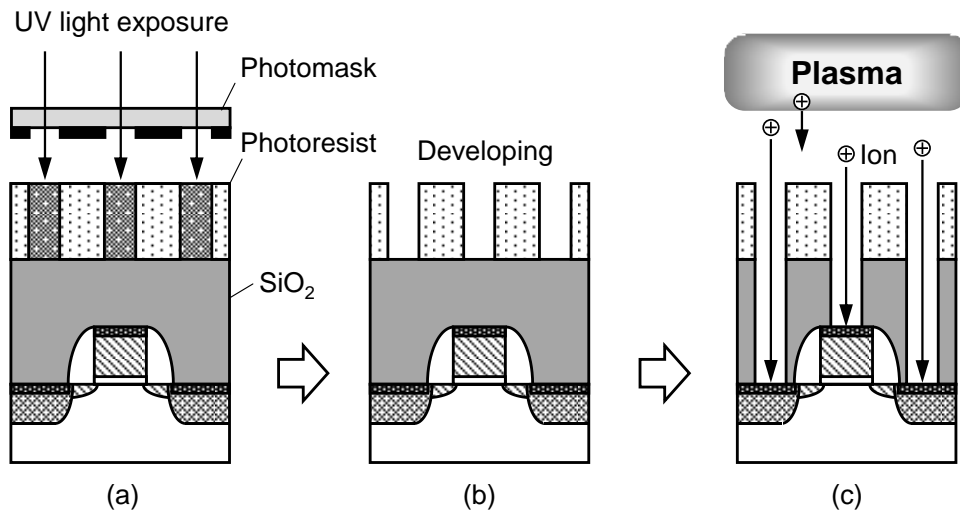 UV light exposure
Photomask
Photoresist
SiO₂
(a)
Developing
(b)
Plasma
Ion
(c)